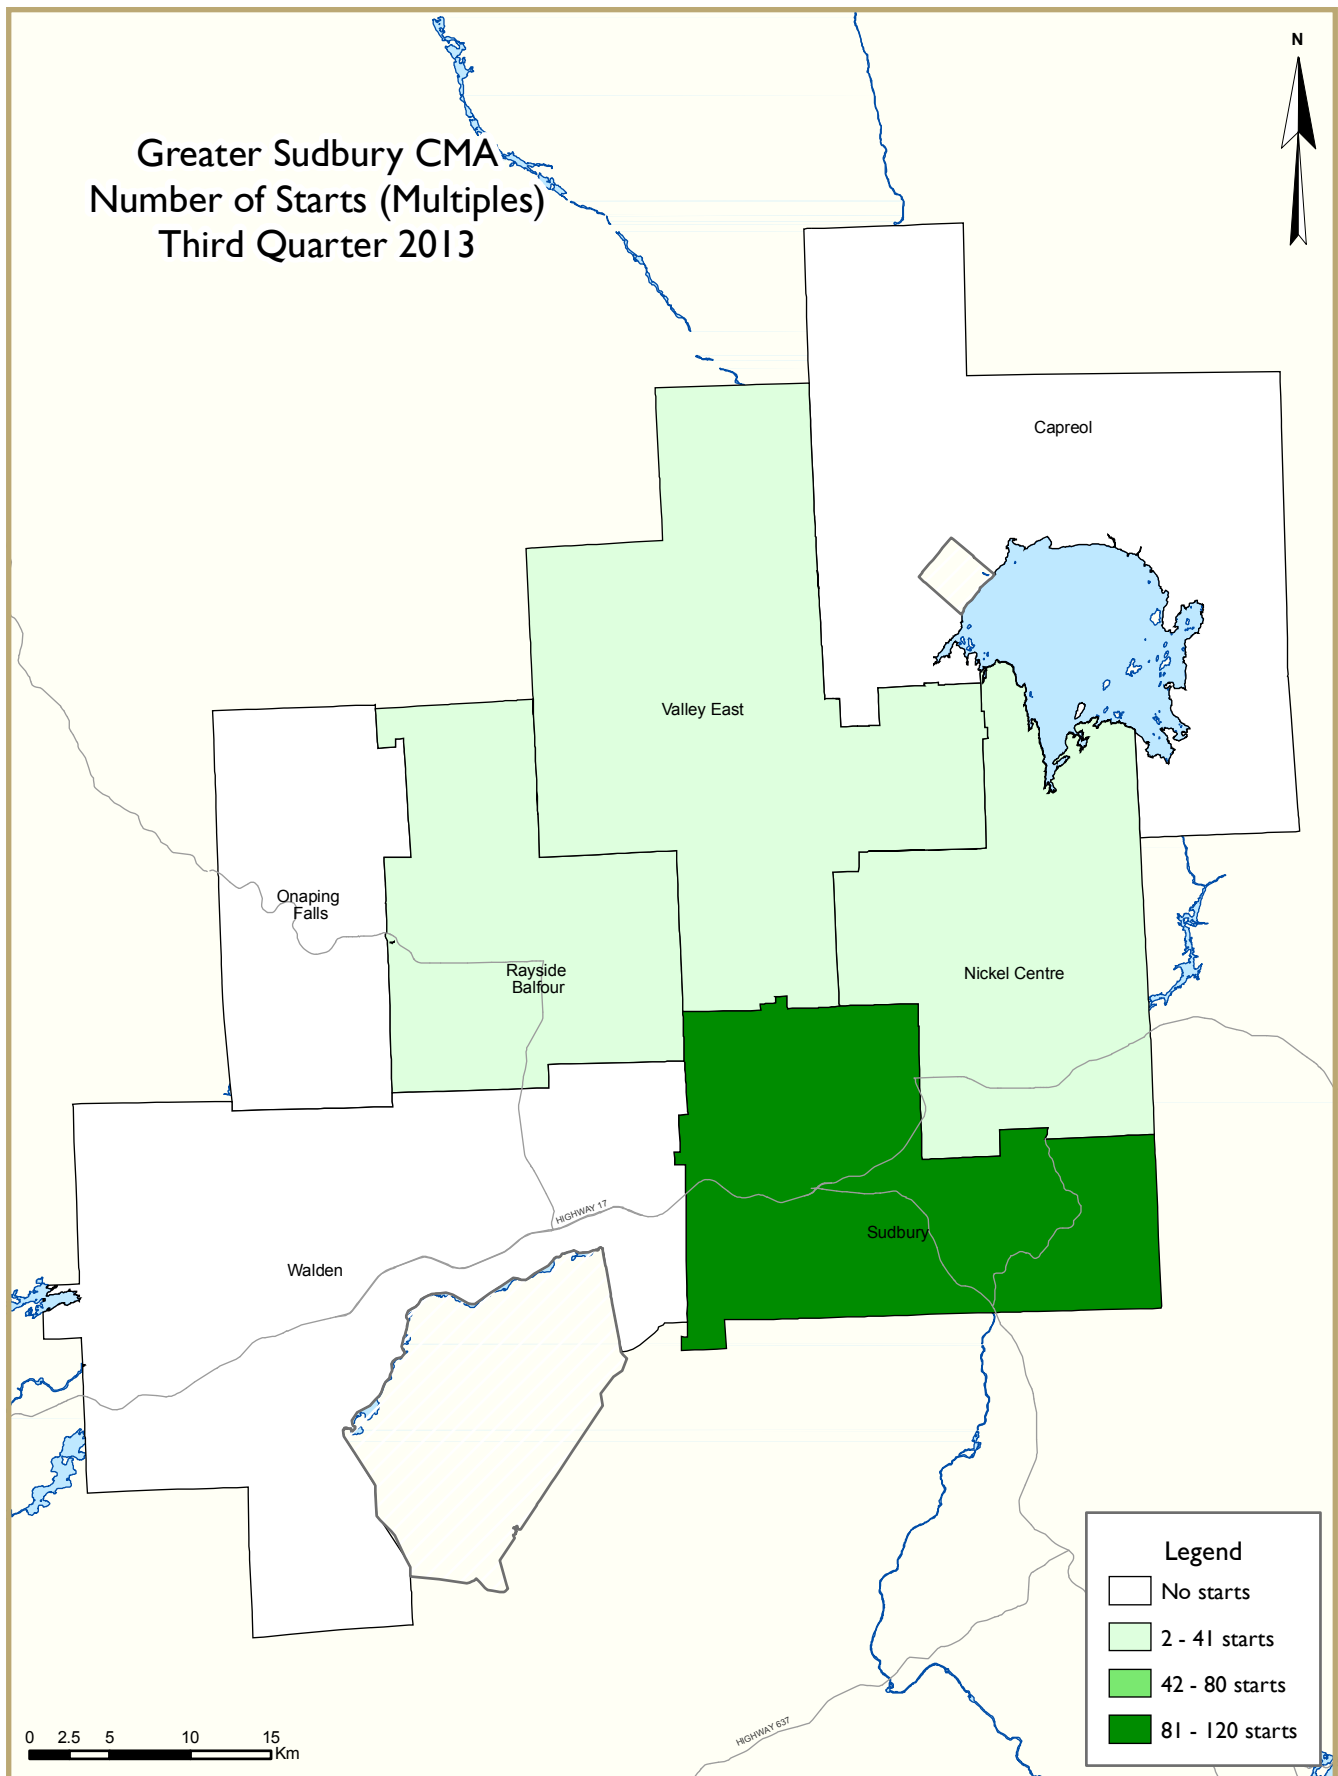 N
Greater Sudbury CMA
Number of Starts (Multiples)
Third Quarter 2013
Capreol
Valley East
Onaping
Falls
Rayside
Balfour
Nickel Centre
HIGHWAY 17
Sudbury
Walden
HIGHWAY 637
Legend
No starts
2 - 41 starts
42 - 80 starts
81 - 120 starts
0 2.5 5 10 15
Km